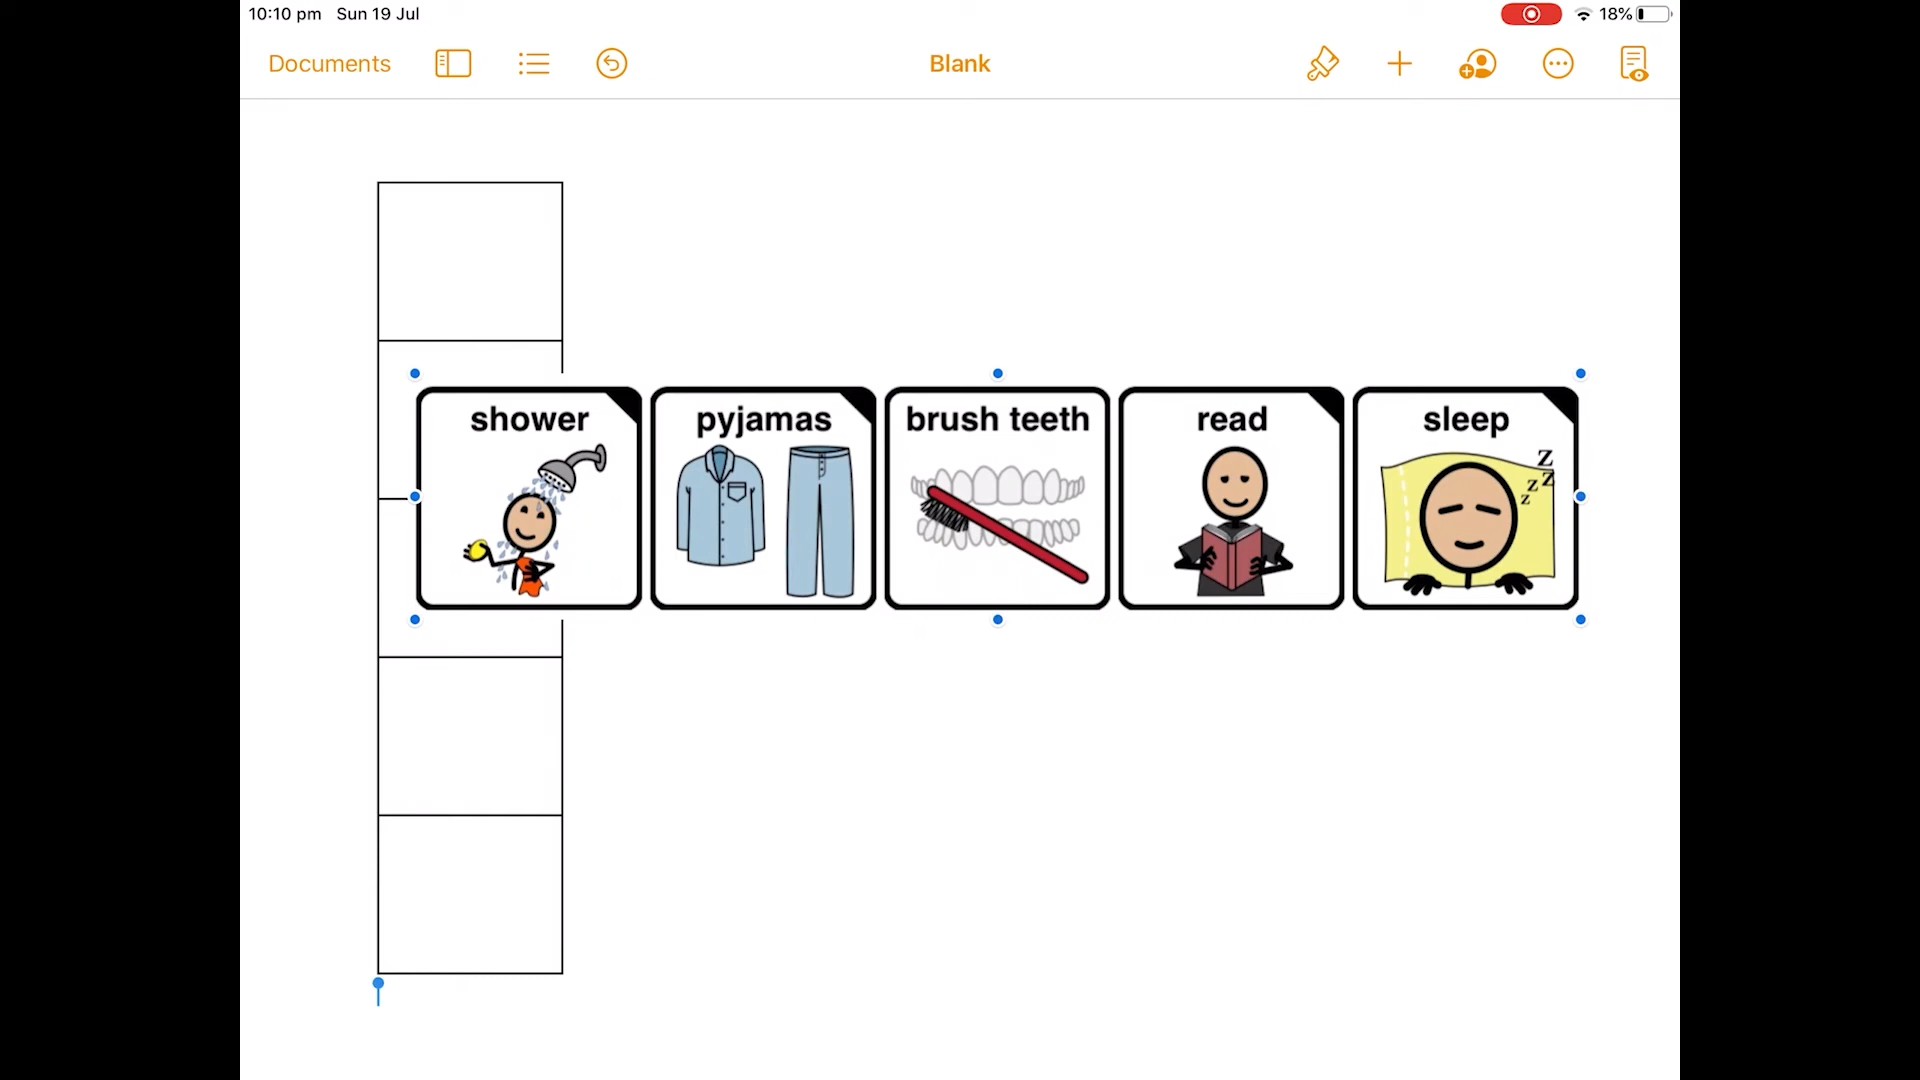 10:10 pm Sun 19 Jul 18%
Documents Blank
shower pyjamas brush teeth read sleep
z z z z